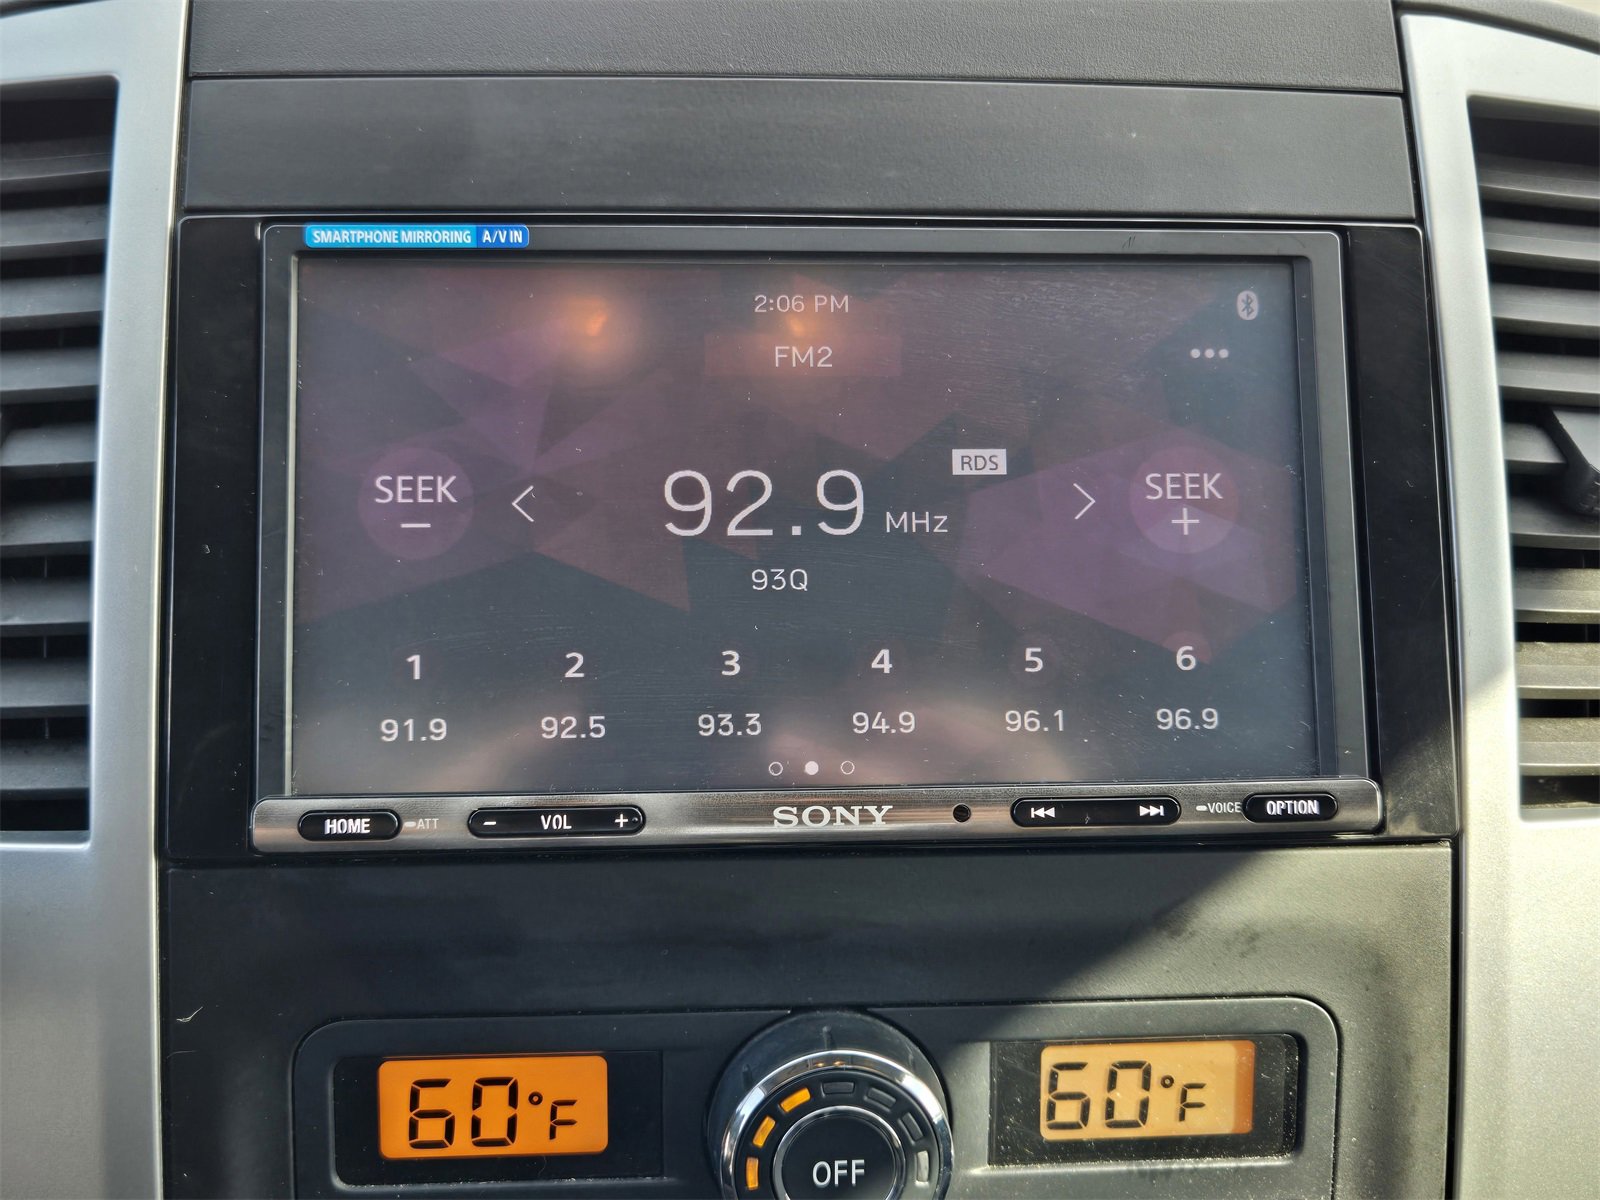 SMARTPHONE MIRRORING A/V IN
2:06 PM
FM2
RDS
SEEK
−
92.9 MHz
SEEK
+
93Q
1 2 3 4 5 6
91.9 92.5 93.3 94.9 96.1 96.9
HOME ATT − VOL + SONY VOICE OPTION
60°F
60°F
OFF